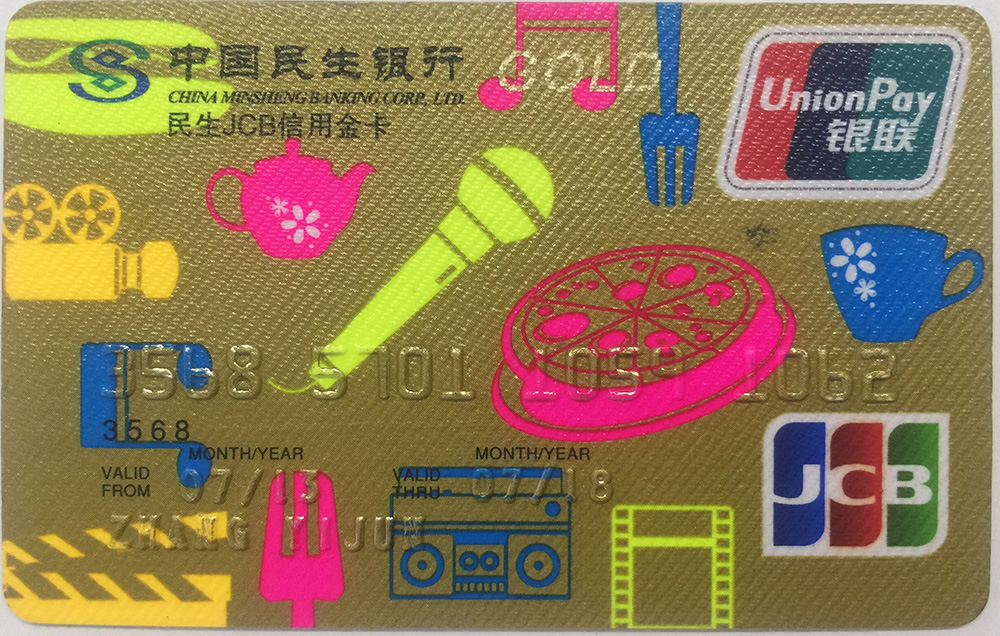 中国民生银行
CHINA MINSHENG BANKING CORP., LTD.
民生JCB信用金卡
GOLD
UnionPay
银联
3568 5701 1062
3568
MONTH/YEAR MONTH/YEAR
VALID FROM 07/13 VALID THRU 07/18
ZHANG YIJUN
JCB